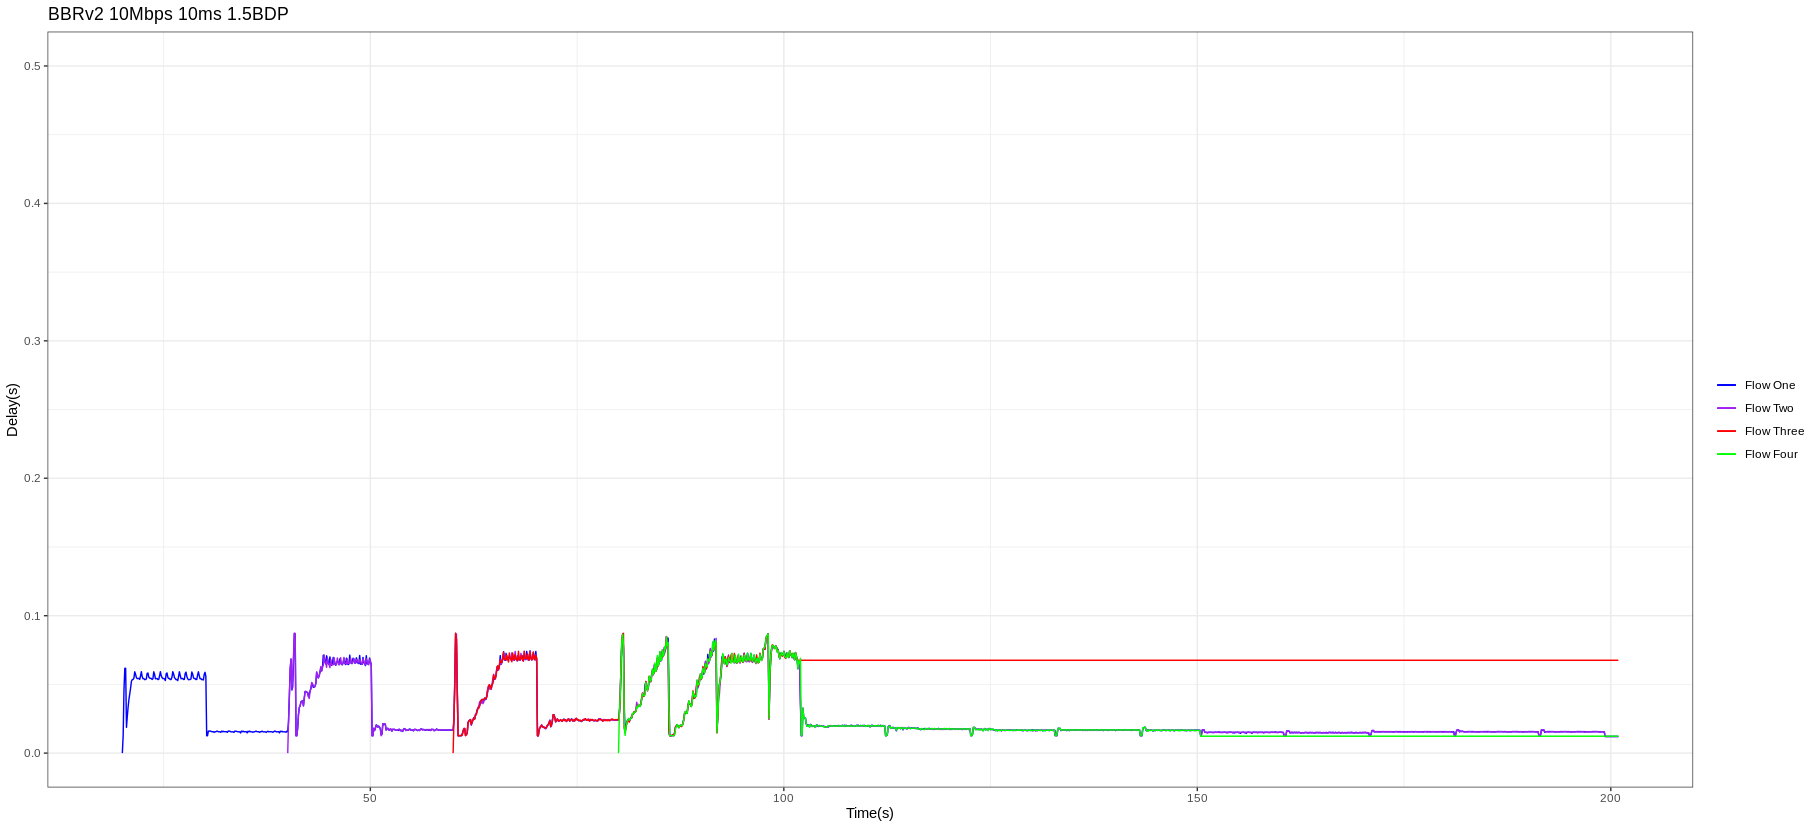 BBRv2 10Mbps 10ms 1.5BDP
0.5
0.4
0.3
0.2
0.1
0.0
Delay(s)
50
100
150
200
Time(s)
Flow One
Flow Two
Flow Three
Flow Four